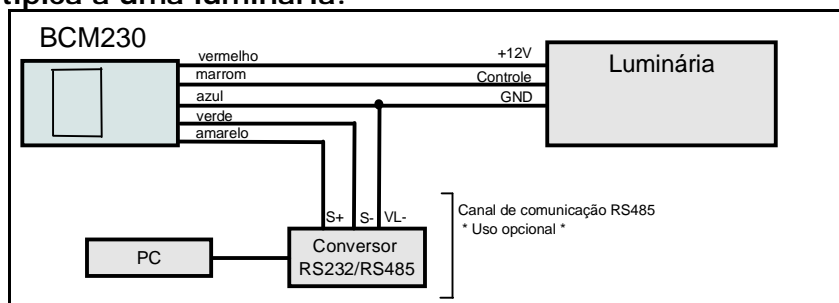 típica a uma luminária:
BCM230
vermelho
+12V
Luminária
marrom
Controle
azul
GND
verde
amarelo
S+
S-
VL-
Canal de comunicação RS485
* Uso opcional *
Conversor
RS232/RS485
PC